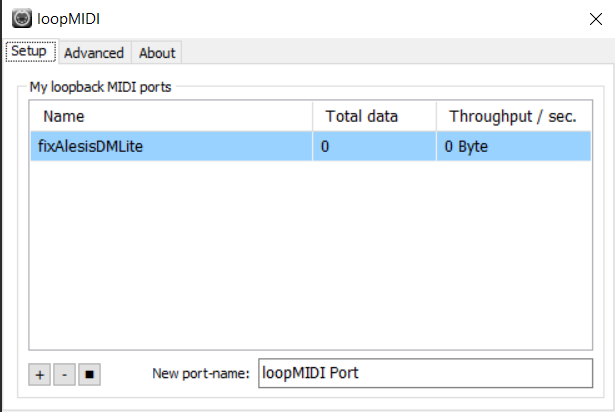 loopMIDI
Setup Advanced About
My loopback MIDI ports
Name Total data Throughput / sec.
fixAlesisDMLite 0 0 Byte
+ - New port-name: loopMIDI Port